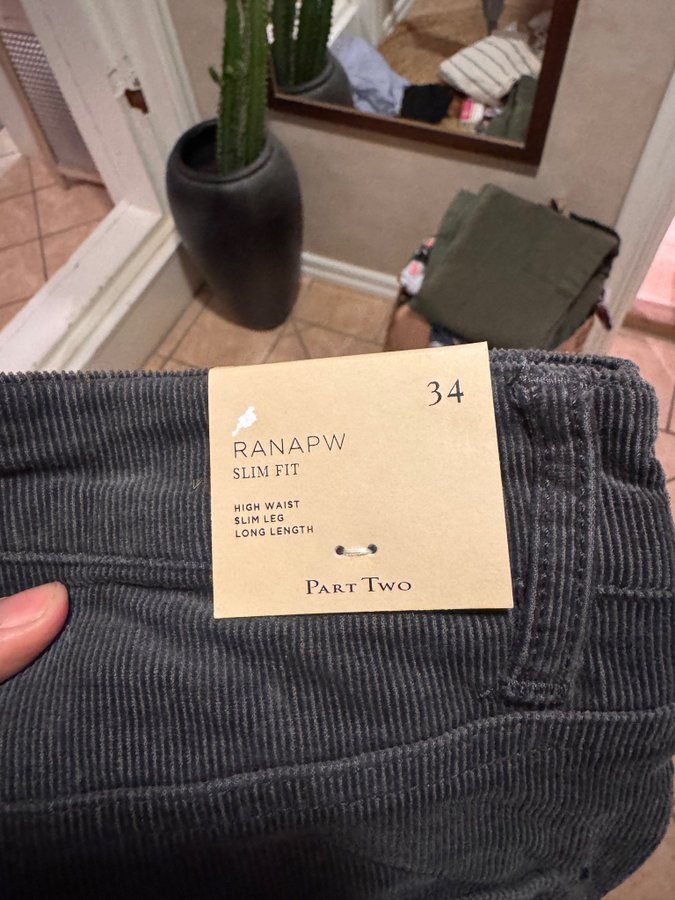 34
RANAPW
SLIM FIT
HIGH WAIST
SLIM LEG
LONG LENGTH
PART TWO